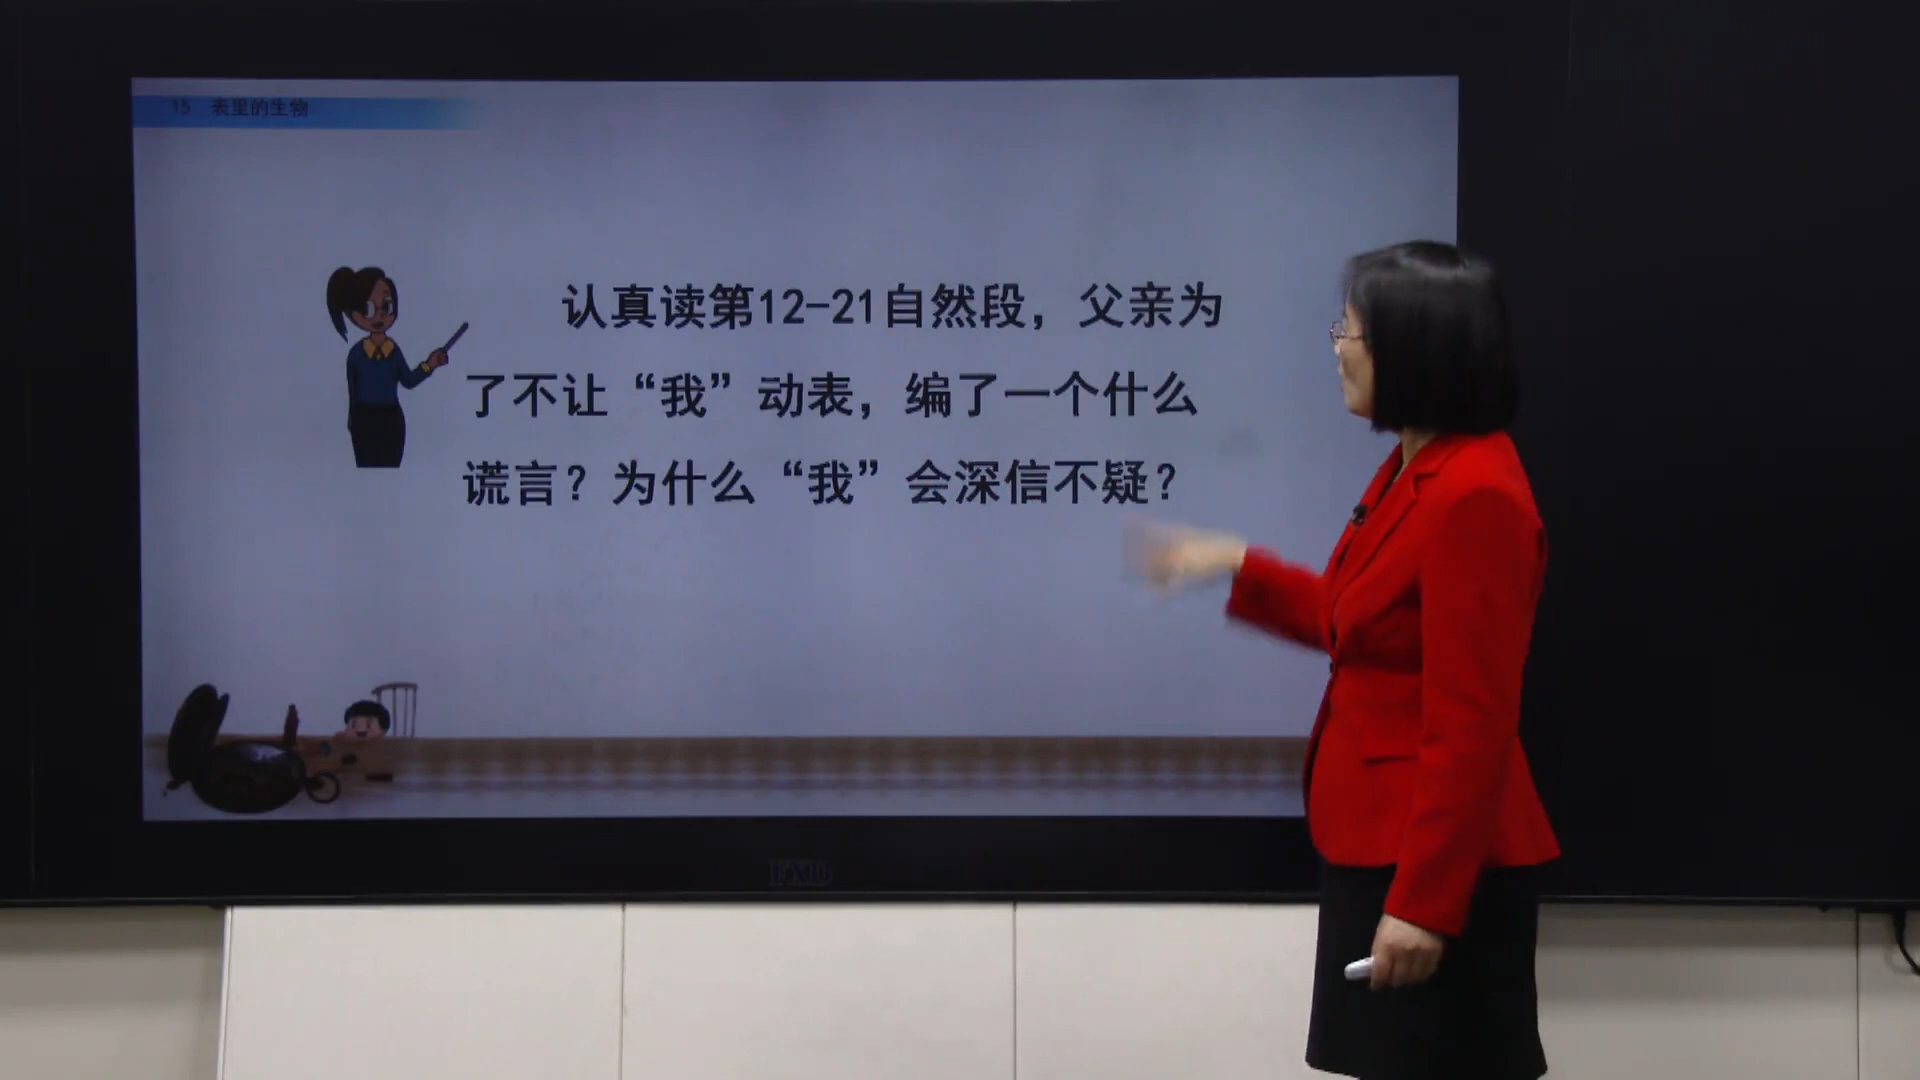 15 表里的生物
认真读第12-21自然段，父亲为
了不让“我”动表，编了一个什么
谎言？为什么“我”会深信不疑？